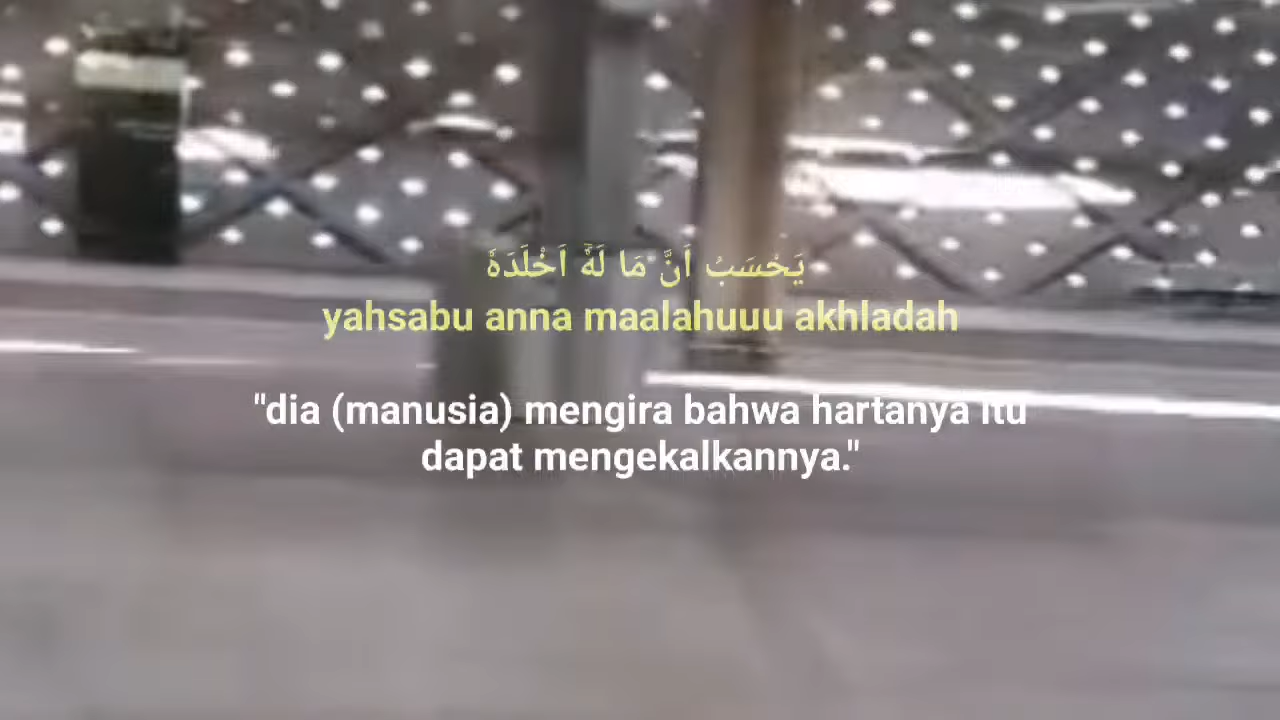 يَحْسَبُ اَنَّ مَا لَهٗٓ اَخْلَدَهٗ
yahsabu anna maalahuuu akhladah
"dia (manusia) mengira bahwa hartanya itu
dapat mengekalkannya."